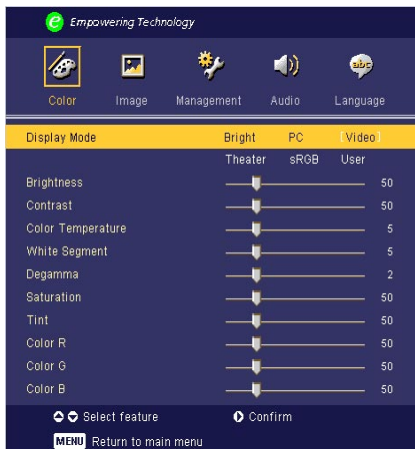 e Empowering Technology
Color Image Management abc Audio Language
Display Mode Bright PC [Video]
Theater sRGB User
Brightness 50
Contrast 50
Color Temperature 5
White Segment 5
Degamma 2
Saturation 50
Tint 50
Color R 50
Color G 50
Color B 50
Select feature Confirm
MENU Return to main menu